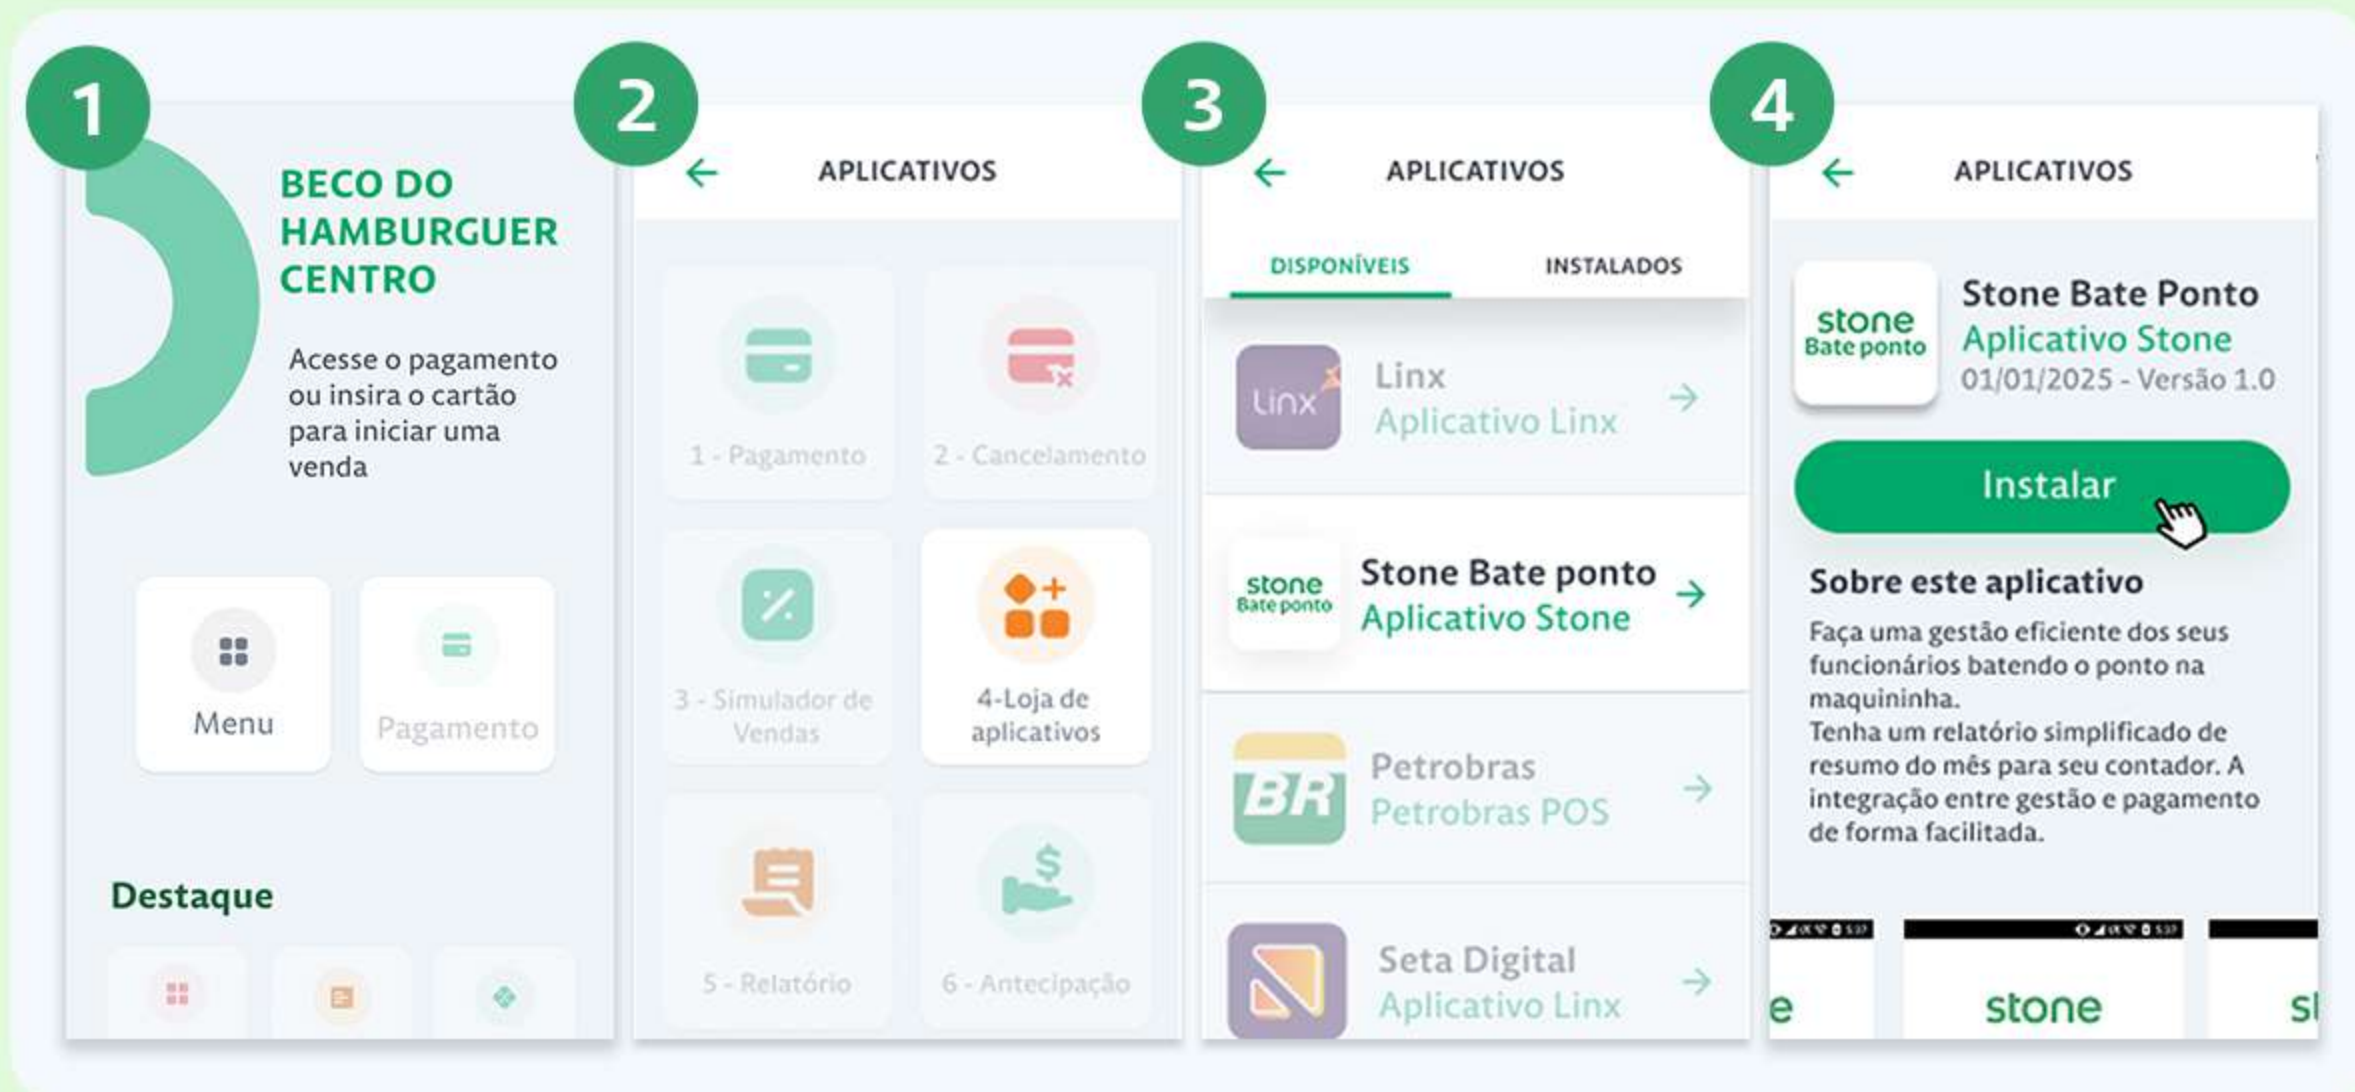 1
BECO DO
HAMBURGUER
CENTRO
Acesse o pagamento
ou insira o cartão
para iniciar uma
venda
Menu
Pagamento
Destaque
2
APLICATIVOS
1 - Pagamento
2 - Cancelamento
3 - Simulador de
Vendas
4-Loja de
aplicativos
5 - Relatório
6 - Antecipação
3
APLICATIVOS
DISPONÍVEIS
INSTALADOS
Linx
Linx
Aplicativo Linx
stone
Bate ponto
Stone Bate ponto
Aplicativo Stone
BR
Petrobras
Petrobras POS
Seta Digital
Aplicativo Linx
4
APLICATIVOS
stone
Bate ponto
Stone Bate Ponto
Aplicativo Stone
01/01/2025 - Versão 1.0
Instalar
Sobre este aplicativo
Faça uma gestão eficiente dos seus
funcionários batendo o ponto na
maquininha.
Tenha um relatório simplificado de
resumo do mês para seu contador. A
integração entre gestão e pagamento
de forma facilitada.
e
stone
st